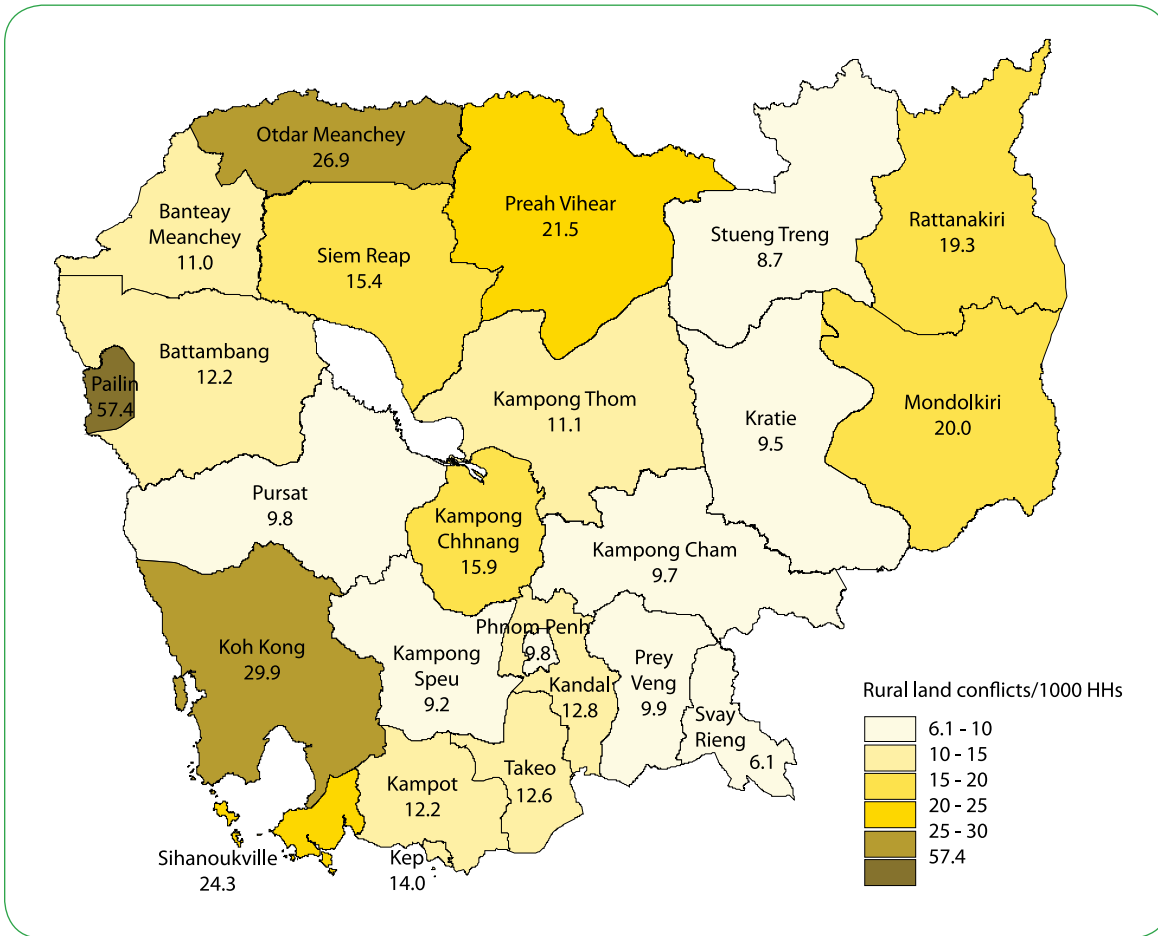 Otdar Meanchey
26.9
Banteay
Meanchey
11.0
Siem Reap
15.4
Preah Vihear
21.5
Stueng Treng
8.7
Rattanakiri
19.3
Battambang
12.2
Pailin
57.4
Kampong Thom
11.1
Kratie
9.5
Mondolkiri
20.0
Pursat
9.8
Kampong
Chhnang
15.9
Kampong Cham
9.7
Koh Kong
29.9
Kampong
Speu
9.2
Phnom Penh
9.8
Kandal
12.8
Prey
Veng
9.9
Svay
Rieng
6.1
Kampot
12.2
Takeo
12.6
Sihanoukville
24.3
Kep
14.0
Rural land conflicts/1000 HHs
6.1 - 10
10 - 15
15 - 20
20 - 25
25 - 30
57.4